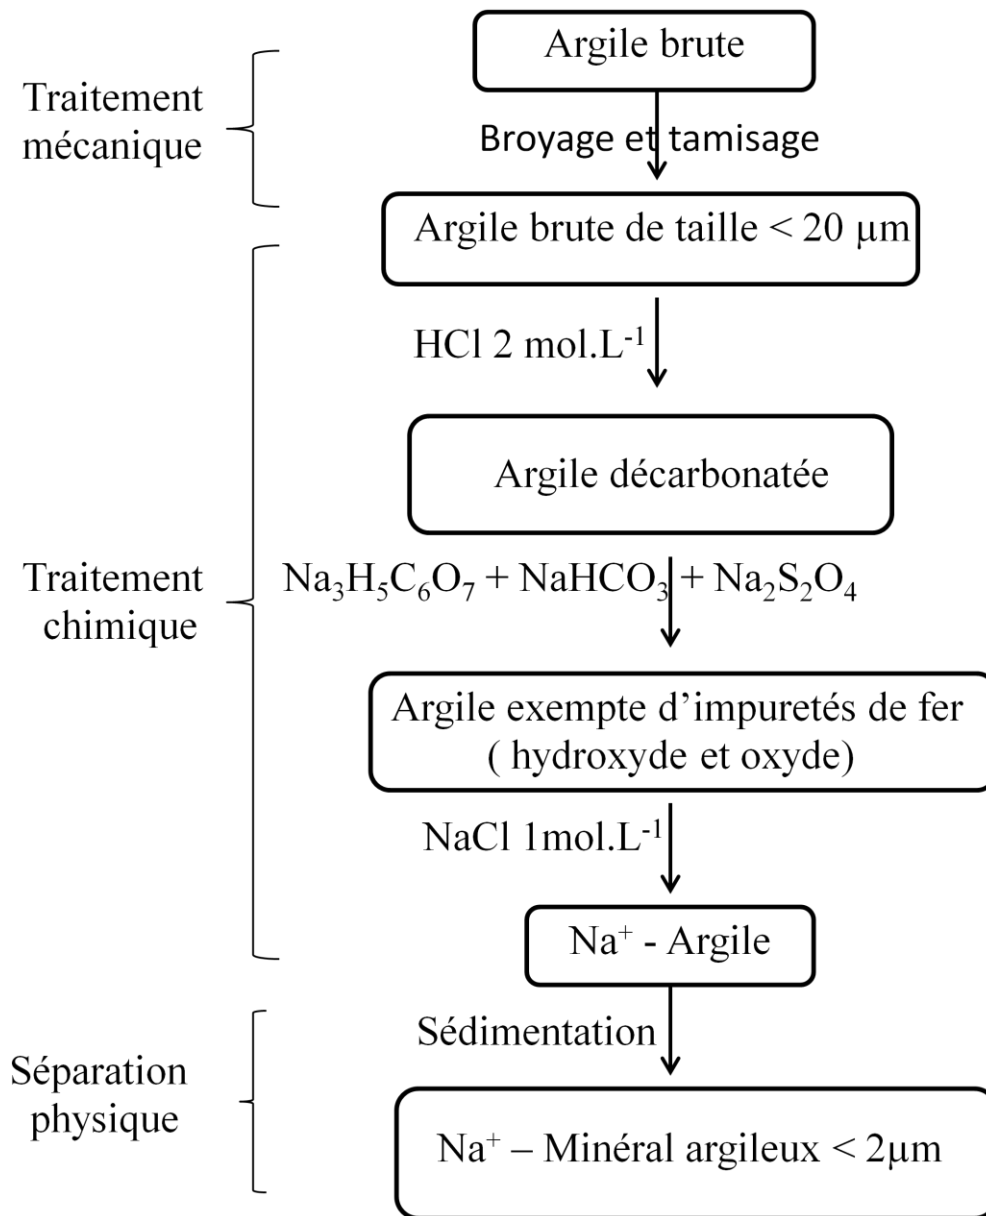 Argile brute
Traitement
mécanique
Broyage et tamisage
Argile brute de taille < 20 µm
HCl 2 mol.L⁻¹
Argile décarbonatée
Traitement
chimique
Na₃H₅C₆O₇ + NaHCO₃ + Na₂S₂O₄
Argile exempte d’impuretés de fer
( hydroxyde et oxyde)
NaCl 1mol.L⁻¹
Na⁺ - Argile
Sédimentation
Séparation
physique
Na⁺ – Minéral argileux < 2µm